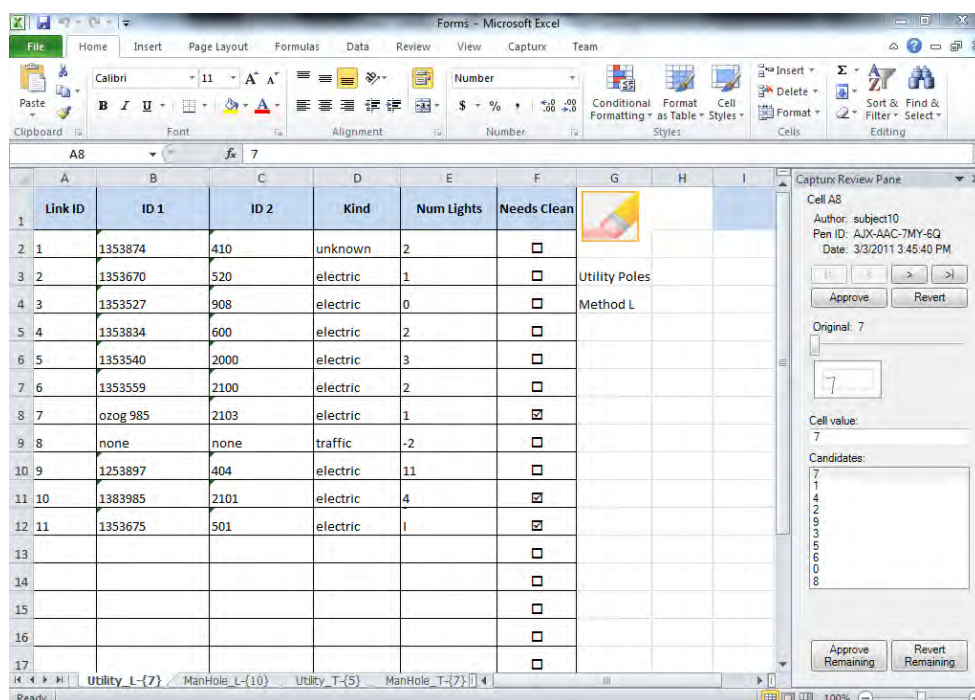 Forms - Microsoft Excel
File Home Insert Page Layout Formulas Data Review View Capturx Team
Calibri 11 A A Number Insert Σ
Paste B I U A $ % , .00 .00 Conditional Formatting Format as Table Cell Styles Delete Format Sort & Filter Find & Select
Clipboard Font Alignment Number Styles Cells Editing
A8 fx 7
A B C D E F G H I
1 Link ID ID 1 ID 2 Kind Num Lights Needs Clean
2 1 1353874 410 unknown 2
3 2 1353670 520 electric 1 Utility Poles
4 3 1353527 908 electric 0 Method L
5 4 1353834 600 electric 2
6 5 1353540 2000 electric 3
7 6 1353559 2100 electric 2
8 7 ozog 985 2103 electric 1
9 8 none none traffic -2
10 9 1253897 404 electric 11
11 10 1383985 2101 electric 4
12 11 1353675 501 electric I
13
14
15
16
17
Utility_L-{7} ManHole_L-{10} Utility_T-{5} ManHole_T-{7}
Ready 100%
Capturx Review Pane
Cell A8
Author: subject10
Pen ID: AJX-AAC-7MY-6Q
Date: 3/3/2011 3:45:40 PM
|< < > >|
Approve Revert
Original: 7
7
Cell value:
7
Candidates:
7
1
4
2
9
3
5
6
0
8
Approve Remaining Revert Remaining